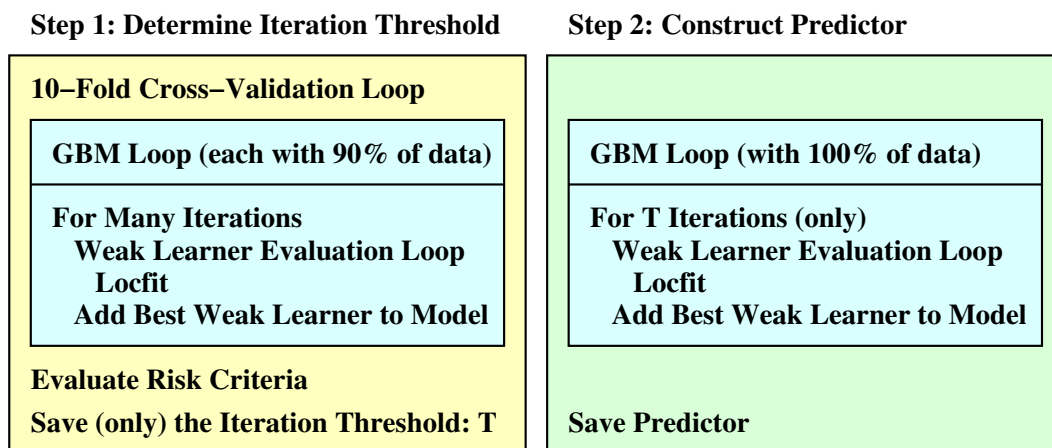 Step 1: Determine Iteration Threshold
10−Fold Cross−Validation Loop
GBM Loop (each with 90% of data)
For Many Iterations
Weak Learner Evaluation Loop
Locfit
Add Best Weak Learner to Model
Evaluate Risk Criteria
Save (only) the Iteration Threshold: T
Step 2: Construct Predictor
GBM Loop (with 100% of data)
For T Iterations (only)
Weak Learner Evaluation Loop
Locfit
Add Best Weak Learner to Model
Save Predictor